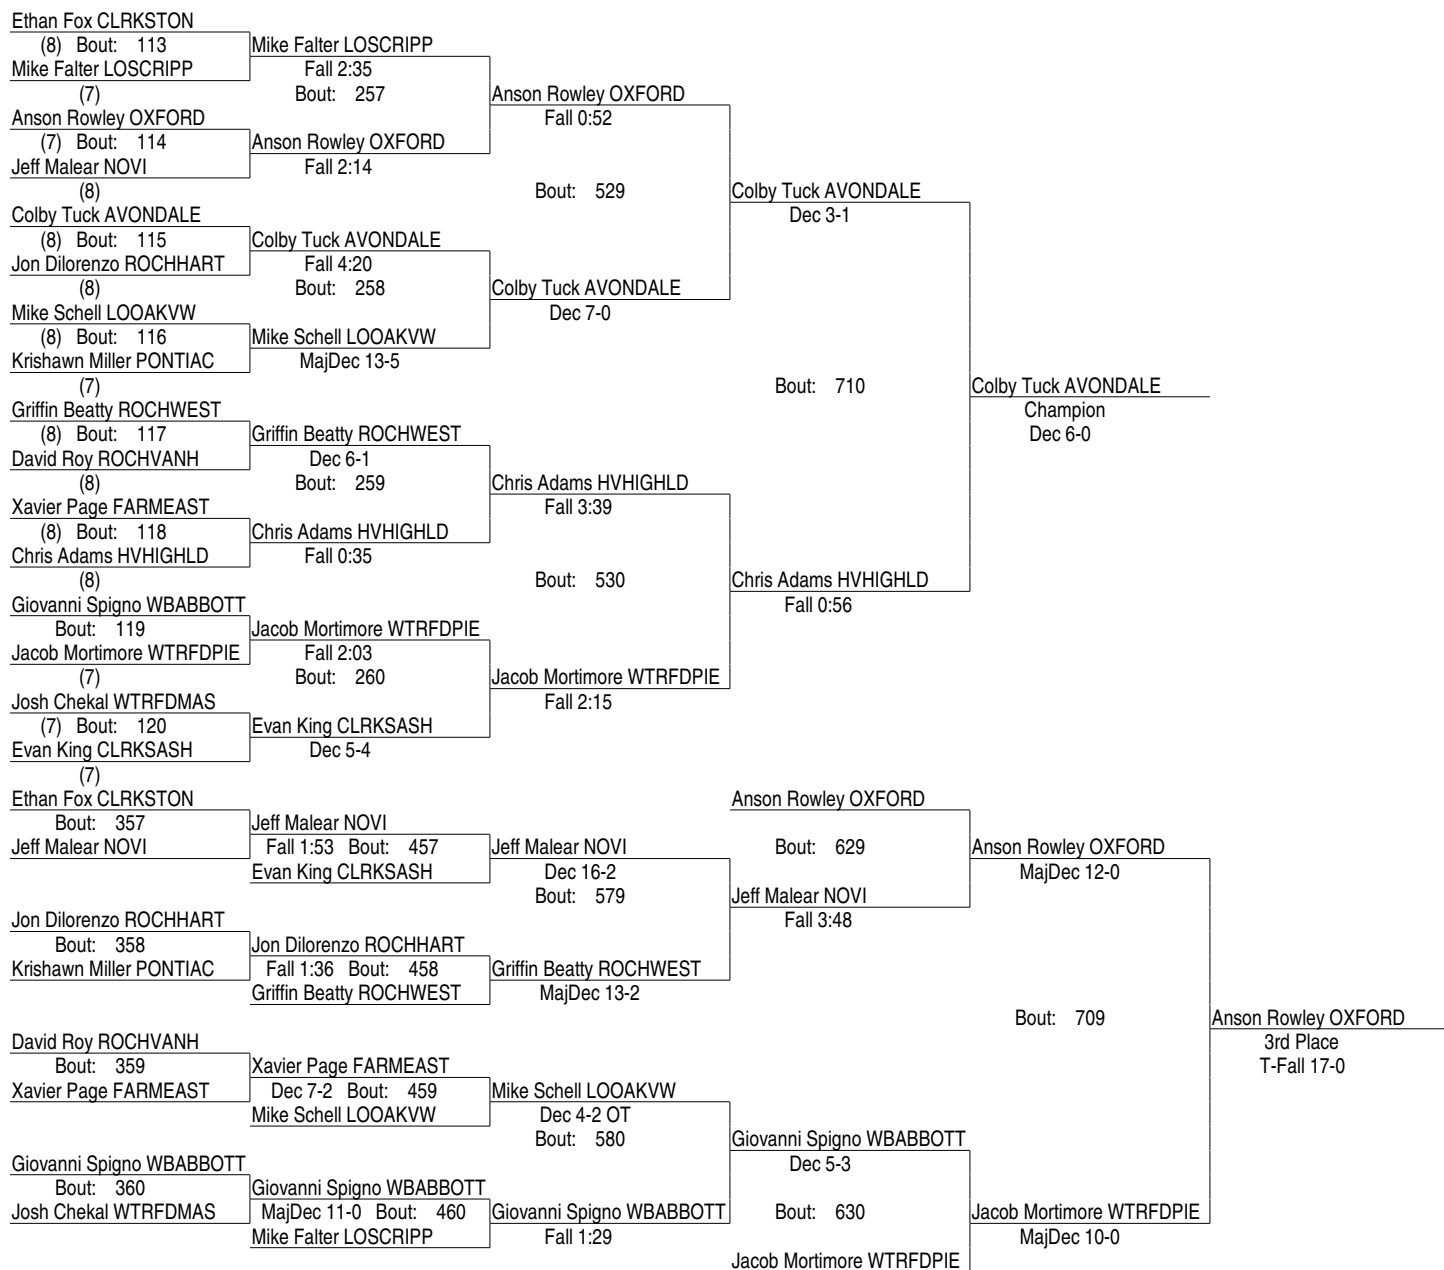 Ethan Fox CLRKSTON
(8) Bout: 113 Mike Falter LOSCRIPP
Mike Falter LOSCRIPP Fall 2:35
(7) Bout: 257 Anson Rowley OXFORD
Anson Rowley OXFORD Fall 0:52
(7) Bout: 114 Anson Rowley OXFORD
Jeff Malear NOVI Fall 2:14
(8) Bout: 529 Colby Tuck AVONDALE
Colby Tuck AVONDALE Dec 3-1
(8) Bout: 115 Colby Tuck AVONDALE
Jon Dilorenzo ROCHHART Fall 4:20
(8) Bout: 258 Colby Tuck AVONDALE
Mike Schell LOOAKVW Dec 7-0
(8) Bout: 116 Mike Schell LOOAKVW
Krishawn Miller PONTIAC MajDec 13-5
(7) Bout: 710 Colby Tuck AVONDALE
Griffin Beatty ROCHWEST Champion
(8) Bout: 117 Griffin Beatty ROCHWEST Dec 6-0
David Roy ROCHVANH Dec 6-1
(8) Bout: 259 Chris Adams HVHIGHLD
Xavier Page FARMEAST Fall 3:39
(8) Bout: 118 Chris Adams HVHIGHLD
Chris Adams HVHIGHLD Fall 0:35
(8) Bout: 530 Chris Adams HVHIGHLD
Giovanni Spigno WBABBOTT Fall 0:56
Bout: 119 Jacob Mortimore WTRFDPIE
Jacob Mortimore WTRFDPIE Fall 2:03
(7) Bout: 260 Jacob Mortimore WTRFDPIE
Josh Chekal WTRFDMAS Fall 2:15
(7) Bout: 120 Evan King CLRKSASH
Evan King CLRKSASH Dec 5-4
(7)
Ethan Fox CLRKSTON Anson Rowley OXFORD
Bout: 357 Jeff Malear NOVI
Jeff Malear NOVI Fall 1:53 Bout: 457 Jeff Malear NOVI Bout: 629 Anson Rowley OXFORD
Evan King CLRKSASH Dec 16-2 MajDec 12-0
Bout: 579 Jeff Malear NOVI
Jon Dilorenzo ROCHHART Fall 3:48
Bout: 358 Jon Dilorenzo ROCHHART
Krishawn Miller PONTIAC Fall 1:36 Bout: 458 Griffin Beatty ROCHWEST
Griffin Beatty ROCHWEST MajDec 13-2
Bout: 709 Anson Rowley OXFORD
David Roy ROCHVANH 3rd Place
Bout: 359 Xavier Page FARMEAST T-Fall 17-0
Xavier Page FARMEAST Dec 7-2 Bout: 459 Mike Schell LOOAKVW
Mike Schell LOOAKVW Dec 4-2 OT
Bout: 580 Giovanni Spigno WBABBOTT
Giovanni Spigno WBABBOTT Dec 5-3
Bout: 360 Giovanni Spigno WBABBOTT
Josh Chekal WTRFDMAS MajDec 11-0 Bout: 460 Giovanni Spigno WBABBOTT Bout: 630 Jacob Mortimore WTRFDPIE
Mike Falter LOSCRIPP Fall 1:29 MajDec 10-0
Jacob Mortimore WTRFDPIE